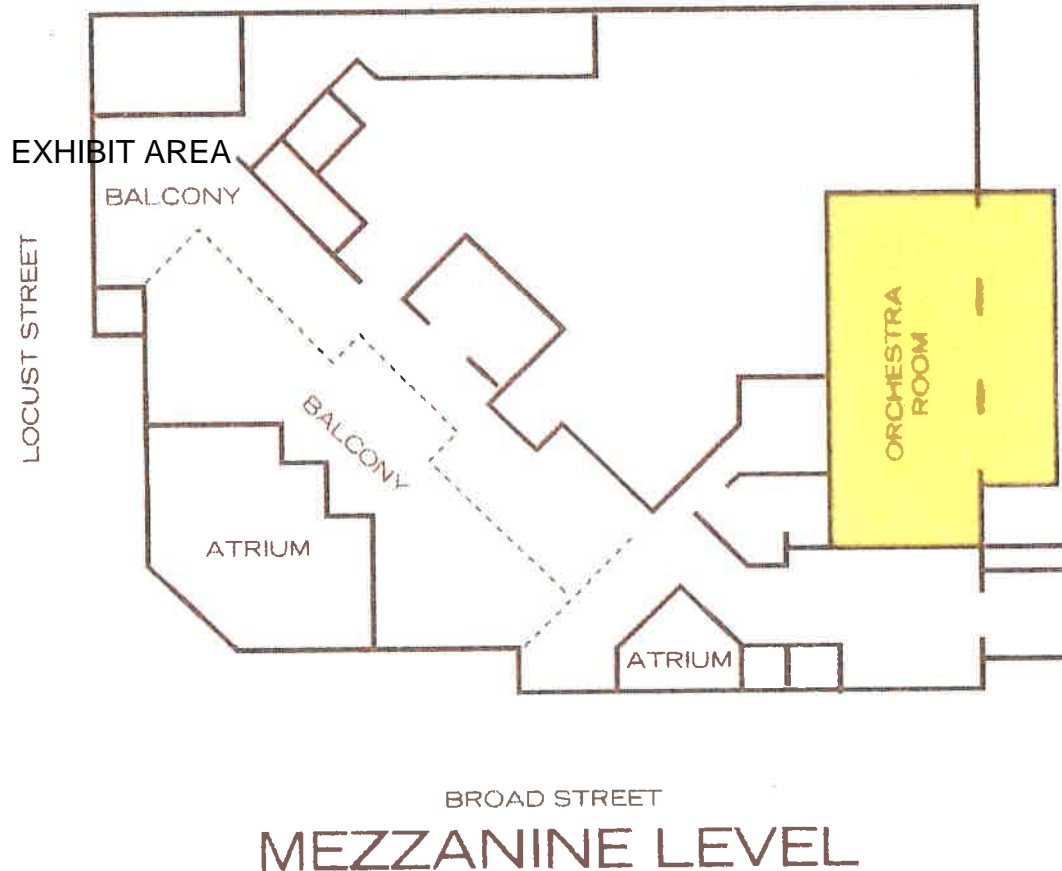 EXHIBIT AREA
BALCONY
LOCUST STREET
ORCHESTRA
ROOM
BALCONY
ATRIUM
ATRIUM
BROAD STREET
MEZZANINE LEVEL